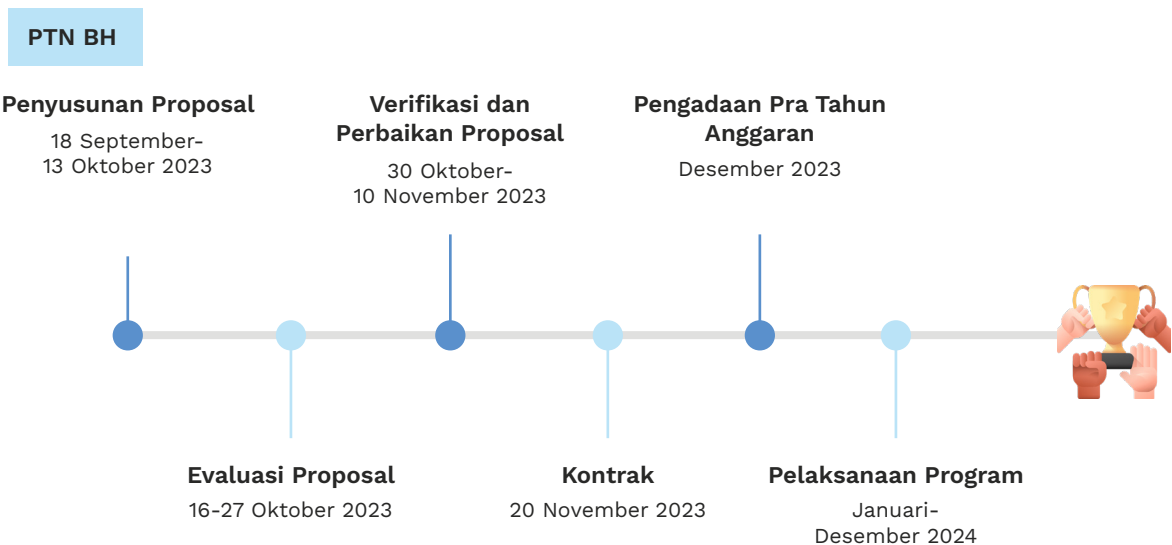 PTN BH
Penyusunan Proposal
18 September-
13 Oktober 2023
Verifikasi dan
Perbaikan Proposal
30 Oktober-
10 November 2023
Pengadaan Pra Tahun
Anggaran
Desember 2023
Evaluasi Proposal
16-27 Oktober 2023
Kontrak
20 November 2023
Pelaksanaan Program
Januari-
Desember 2024